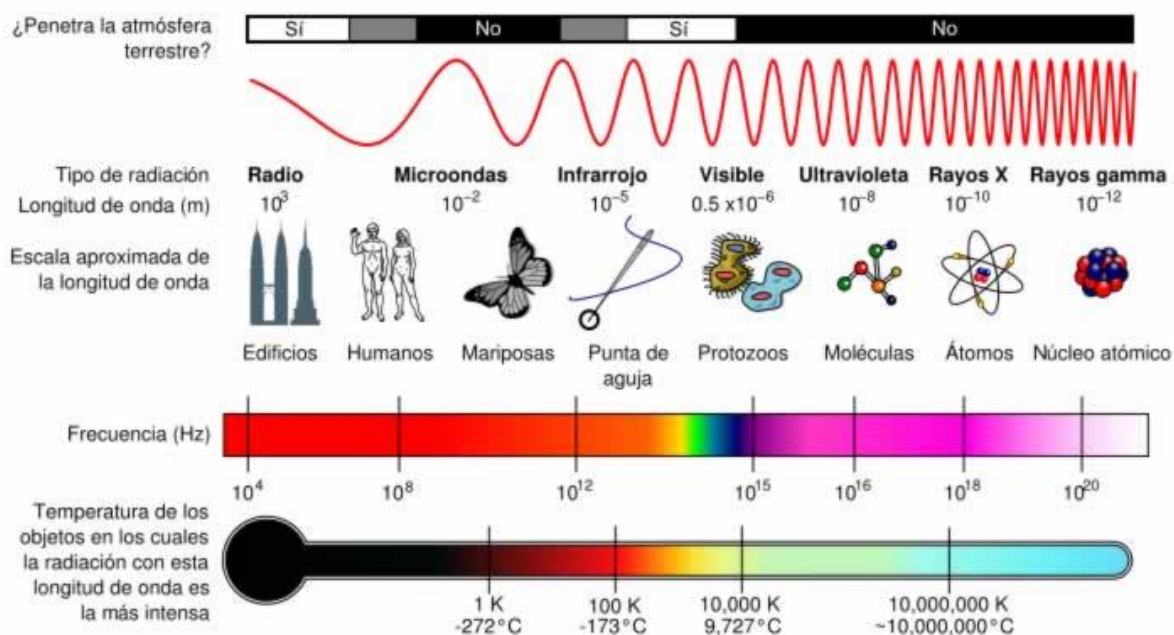 ¿Penetra la atmósfera
terrestre?
Sí No Sí No
Tipo de radiación Radio Microondas Infrarrojo Visible Ultravioleta Rayos X Rayos gamma
Longitud de onda (m) 10³ 10⁻² 10⁻⁵ 0.5 x10⁻⁶ 10⁻⁸ 10⁻¹⁰ 10⁻¹²
Escala aproximada de
la longitud de onda
Edificios Humanos Mariposas Punta de aguja Protozoos Moléculas Átomos Núcleo atómico
Frecuencia (Hz)
10⁴ 10⁸ 10¹² 10¹⁵ 10¹⁶ 10¹⁸ 10²⁰
Temperatura de los
objetos en los cuales
la radiación con esta
longitud de onda es
la más intensa
1 K 100 K 10,000 K 10,000,000 K
-272°C -173°C 9,727°C ~10,000,000°C